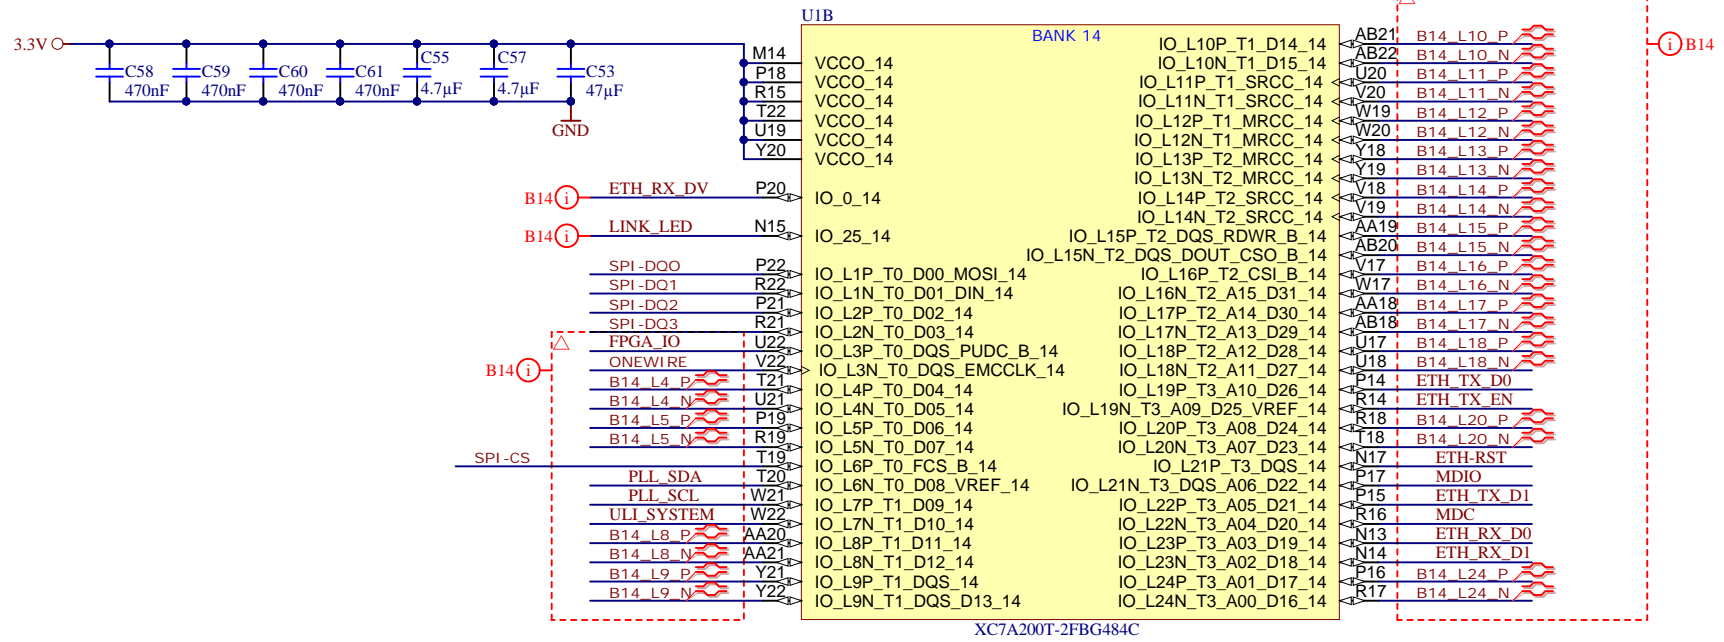 U1B
BANK 14
3.3V
C58 470nF
C59 470nF
C60 470nF
C61 470nF
C55 4.7µF
C57 4.7µF
C53 47µF
GND
M14 VCCO_14
P18 VCCO_14
R15 VCCO_14
T22 VCCO_14
U19 VCCO_14
Y20 VCCO_14
B14 i ETH_RX_DV P20 IO_0_14
B14 i LINK_LED N15 IO_25_14
SPI-DQ0 P22 IO_L1P_T0_D00_MOSI_14
SPI-DQ1 R22 IO_L1N_T0_D01_DIN_14
SPI-DQ2 P21 IO_L2P_T0_D02_14
SPI-DQ3 R21 IO_L2N_T0_D03_14
FPGA_IO U22 IO_L3P_T0_DQS_PUDC_B_14
B14 i ONEWIRE V22 IO_L3N_T0_DQS_EMCCLK_14
B14_L4_P T21 IO_L4P_T0_D04_14
B14_L4_N U21 IO_L4N_T0_D05_14
B14_L5_P P19 IO_L5P_T0_D06_14
B14_L5_N R19 IO_L5N_T0_D07_14
SPI-CS T19 IO_L6P_T0_FCS_B_14
PLL_SDA T20 IO_L6N_T0_D08_VREF_14
PLL_SCL W21 IO_L7P_T1_D09_14
ULI_SYSTEM W22 IO_L7N_T1_D10_14
B14_L8_P AA20 IO_L8P_T1_D11_14
B14_L8_N AA21 IO_L8N_T1_D12_14
B14_L9_P Y21 IO_L9P_T1_DQS_14
B14_L9_N Y22 IO_L9N_T1_DQS_D13_14
IO_L10P_T1_D14_14 AB21 B14_L10_P
i B14
IO_L10N_T1_D15_14 AB22 B14_L10_N
IO_L11P_T1_SRCC_14 U20 B14_L11_P
IO_L11N_T1_SRCC_14 V20 B14_L11_N
IO_L12P_T1_MRCC_14 W19 B14_L12_P
IO_L12N_T1_MRCC_14 W20 B14_L12_N
IO_L13P_T2_MRCC_14 Y18 B14_L13_P
IO_L13N_T2_MRCC_14 Y19 B14_L13_N
IO_L14P_T2_SRCC_14 V18 B14_L14_P
IO_L14N_T2_SRCC_14 V19 B14_L14_N
IO_L15P_T2_DQS_RDWR_B_14 AA19 B14_L15_P
IO_L15N_T2_DQS_DOUT_CSO_B_14 AB20 B14_L15_N
IO_L16P_T2_CSI_B_14 V17 B14_L16_P
IO_L16N_T2_A15_D31_14 W17 B14_L16_N
IO_L17P_T2_A14_D30_14 AA18 B14_L17_P
IO_L17N_T2_A13_D29_14 AB18 B14_L17_N
IO_L18P_T2_A12_D28_14 U17 B14_L18_P
IO_L18N_T2_A11_D27_14 U18 B14_L18_N
IO_L19P_T3_A10_D26_14 P14 ETH_TX_D0
IO_L19N_T3_A09_D25_VREF_14 R14 ETH_TX_EN
IO_L20P_T3_A08_D24_14 R18 B14_L20_P
IO_L20N_T3_A07_D23_14 T18 B14_L20_N
IO_L21P_T3_DQS_14 N17 ETH-RST
IO_L21N_T3_DQS_A06_D22_14 P17 MDIO
IO_L22P_T3_A05_D21_14 P15 ETH_TX_D1
IO_L22N_T3_A04_D20_14 R16 MDC
IO_L23P_T3_A03_D19_14 N13 ETH_RX_D0
IO_L23N_T3_A02_D18_14 N14 ETH_RX_D1
IO_L24P_T3_A01_D17_14 P16 B14_L24_P
IO_L24N_T3_A00_D16_14 R17 B14_L24_N
XC7A200T-2FBG484C